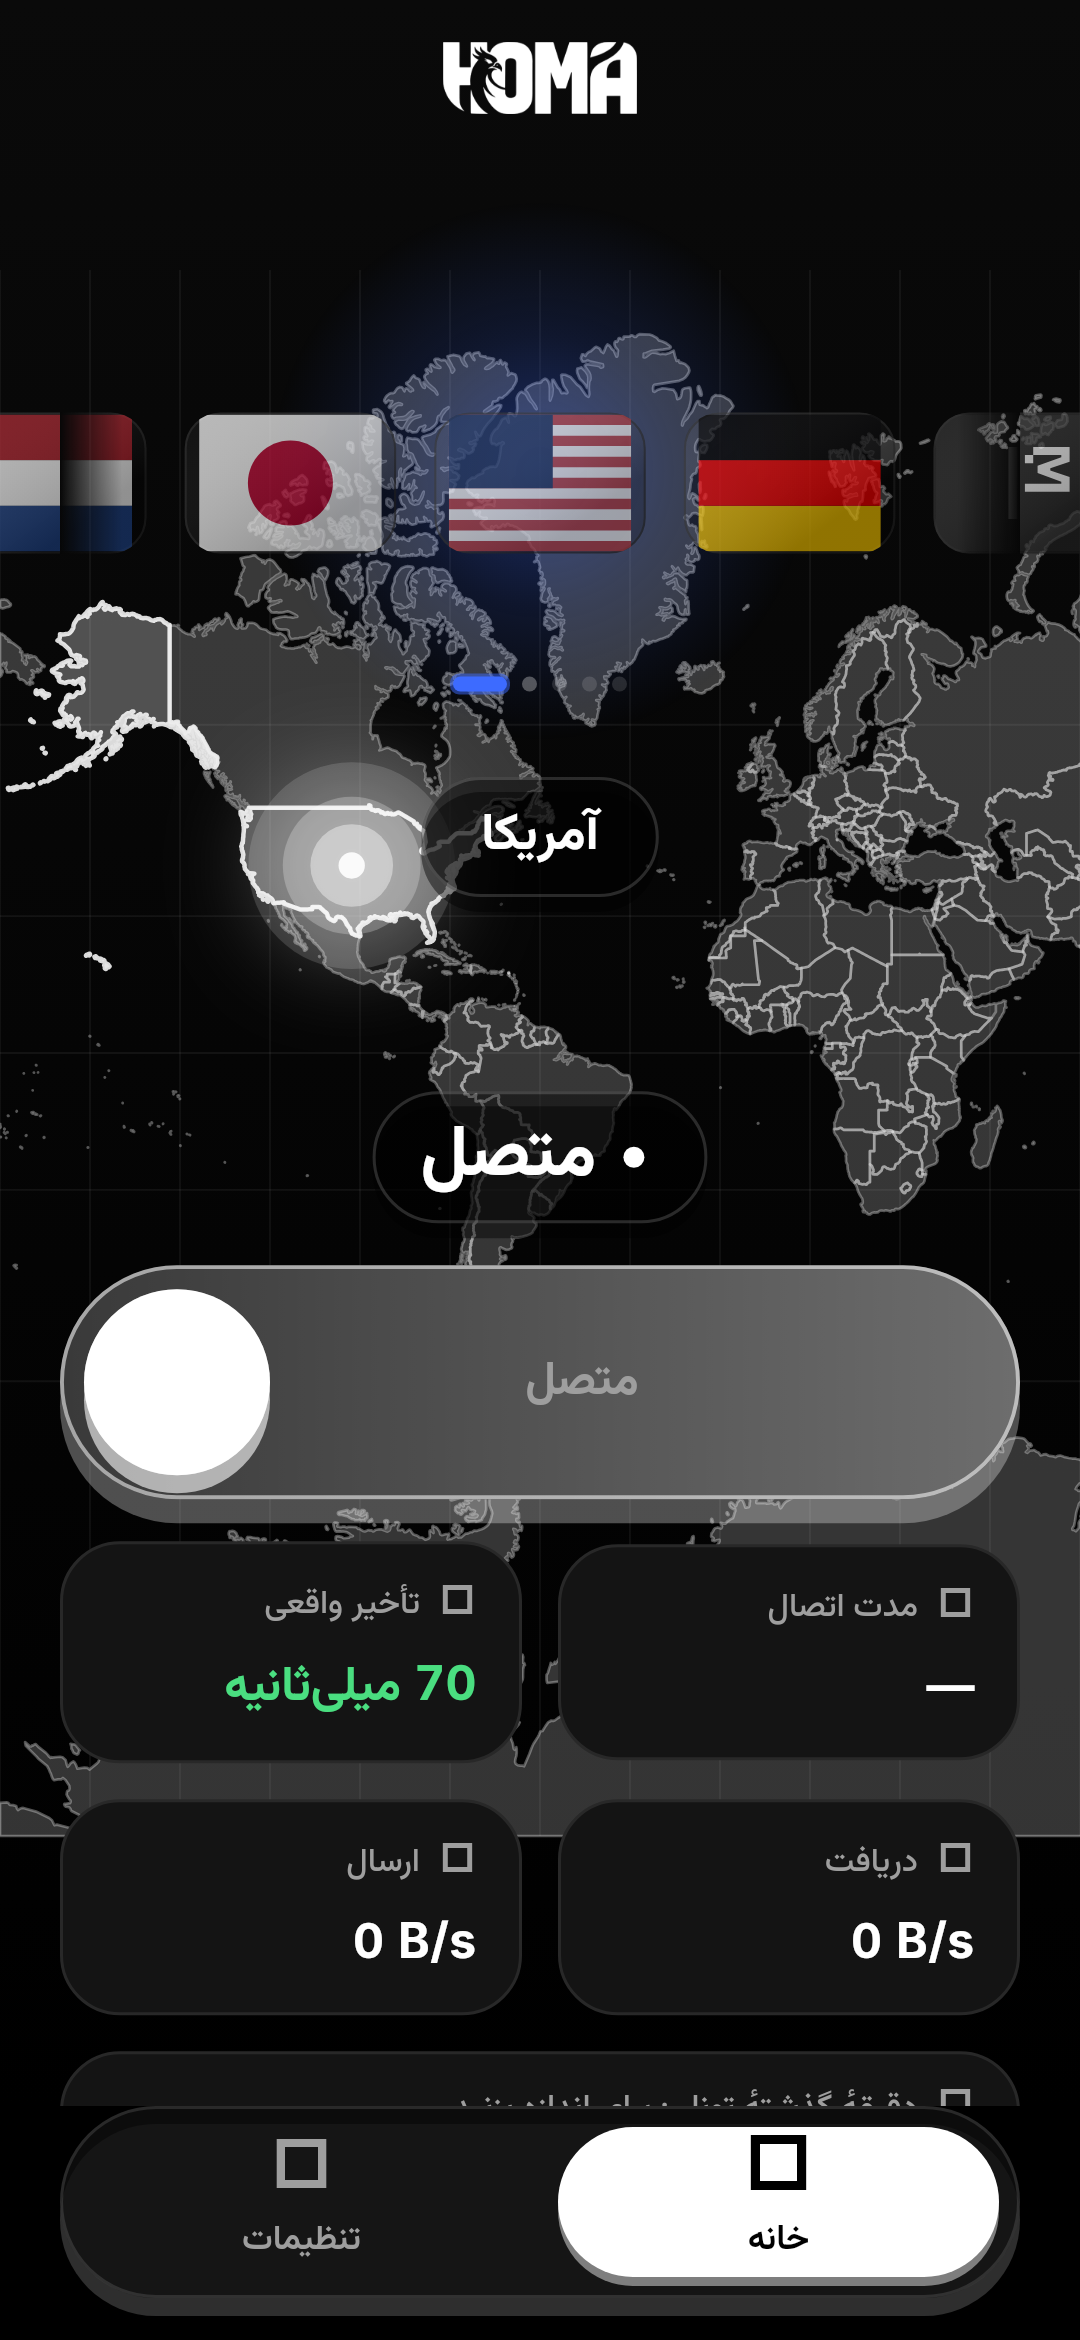 HOMA
M
آمریکا
متصل
متصل
مدت اتصال
تأخیر واقعی
—
70 میلی‌ثانیه
دریافت
ارسال
0 B/s
0 B/s
خانه
تنظیمات